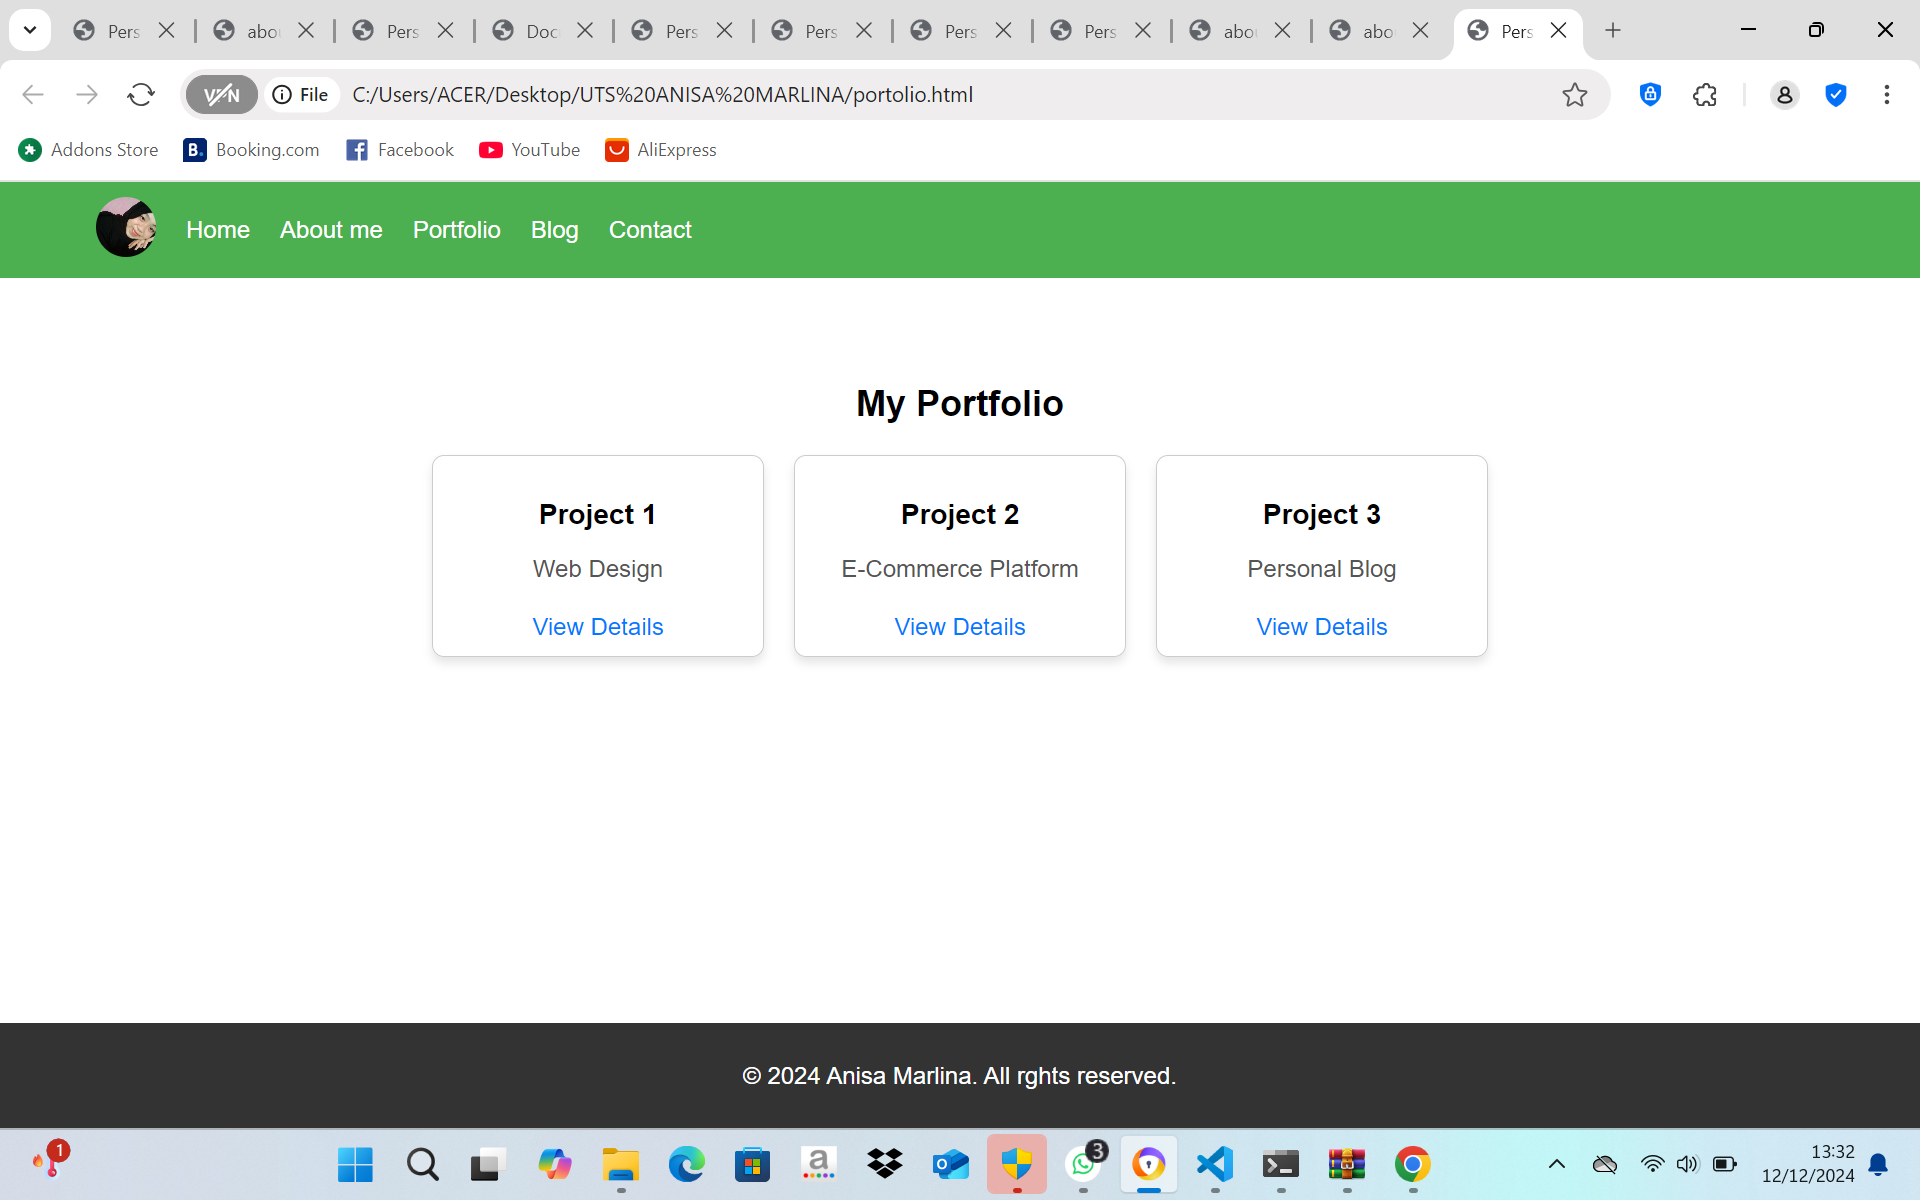 Pers
abou
Pers
Doc
Pers
Pers
Pers
Pers
abou
abo
Pers
VPN
File
C:/Users/ACER/Desktop/UTS%20ANISA%20MARLINA/portolio.html
Addons Store
B. Booking.com
Facebook
YouTube
AliExpress
Home
About me
Portfolio
Blog
Contact
My Portfolio
Project 1
Web Design
View Details
Project 2
E-Commerce Platform
View Details
Project 3
Personal Blog
View Details
© 2024 Anisa Marlina. All rghts reserved.
1
a
3
13:32
12/12/2024